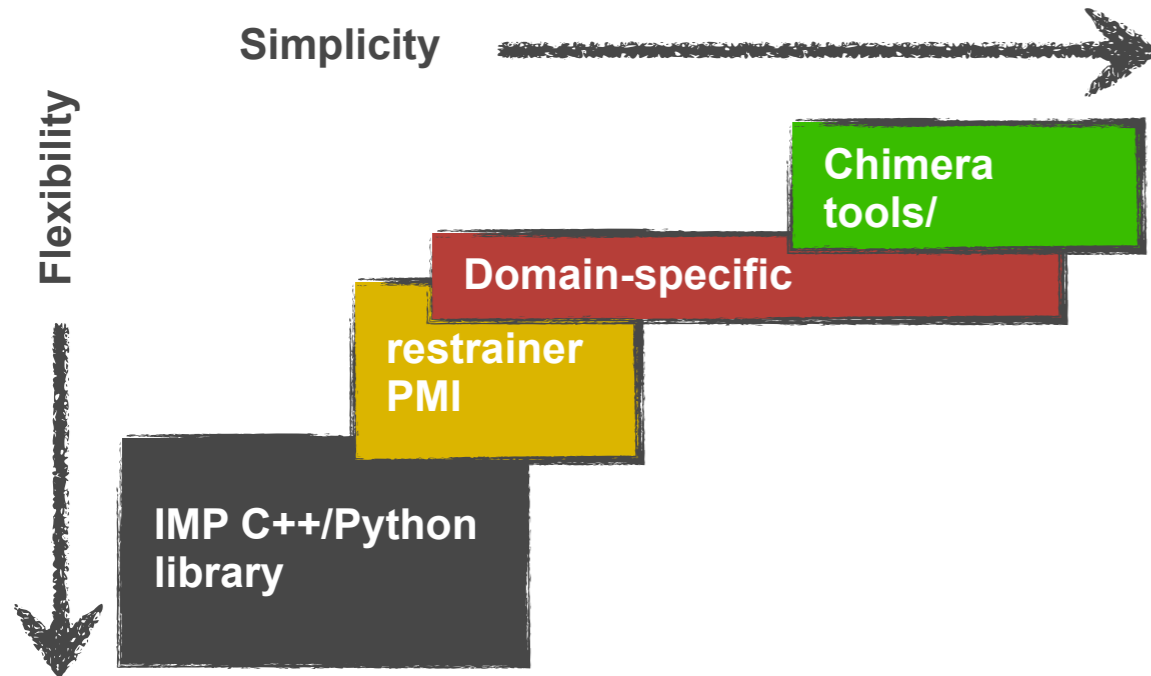 Simplicity
Flexibility
Chimera
tools/
Domain-specific
restrainer
PMI
IMP C++/Python
library